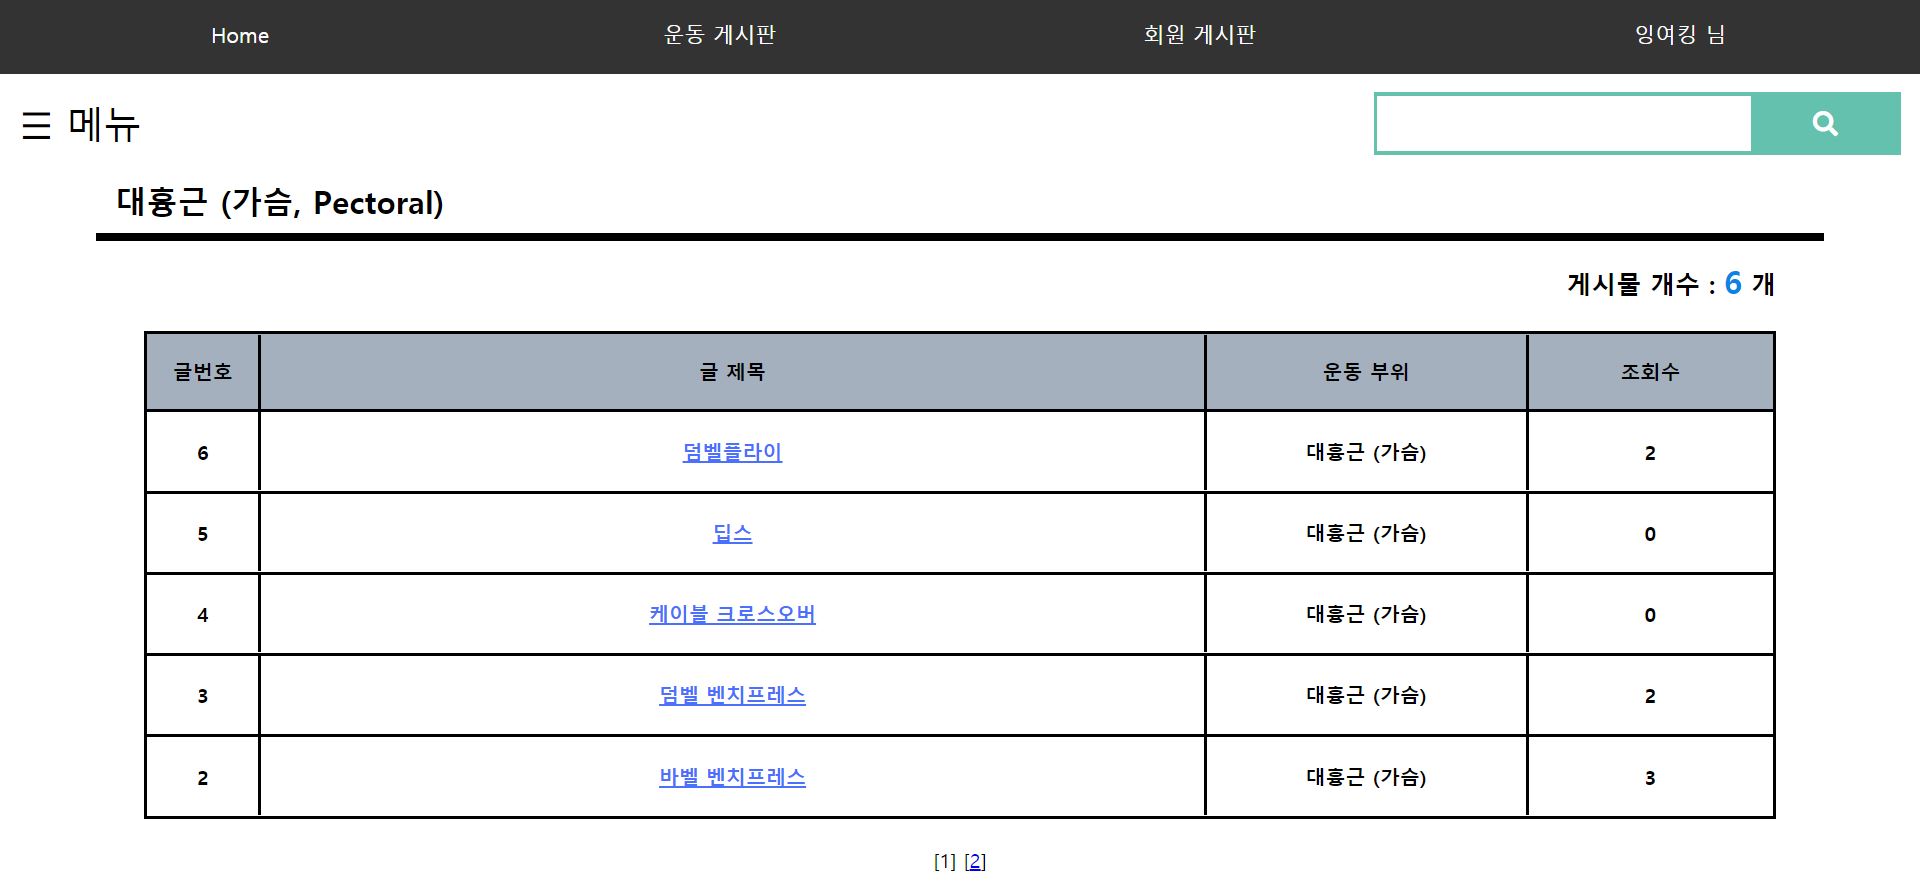 Home 운동 게시판 회원 게시판 잉여킹 님
☰ 메뉴
대흉근 (가슴, Pectoral)
게시물 개수 : 6 개
글번호 글 제목 운동 부위 조회수
6 덤벨플라이 대흉근 (가슴) 2
5 딥스 대흉근 (가슴) 0
4 케이블 크로스오버 대흉근 (가슴) 0
3 덤벨 벤치프레스 대흉근 (가슴) 2
2 바벨 벤치프레스 대흉근 (가슴) 3
[1] [2]